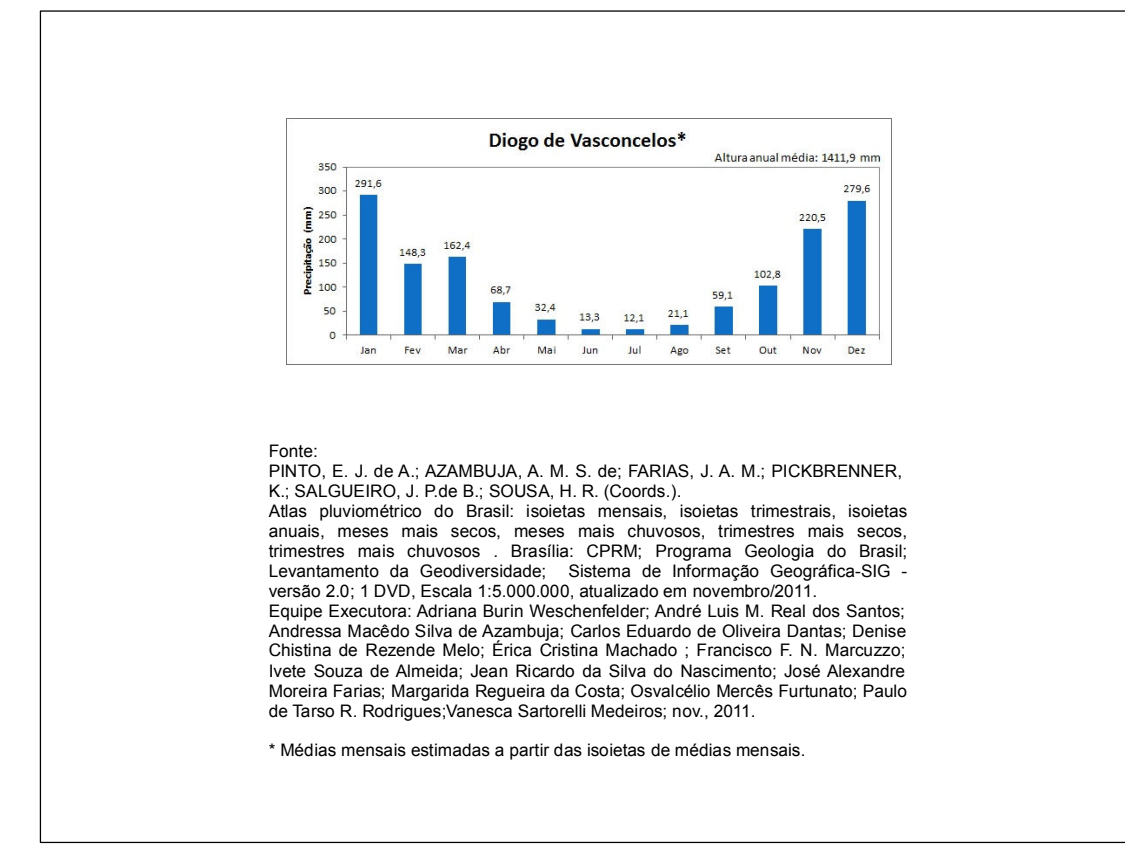 Diogo de Vasconcelos*
Altura anual média: 1411,9 mm
Precipitação (mm)
350
300
250
200
150
100
50
0
291,6
148,3
162,4
68,7
32,4
13,3
12,1
21,1
59,1
102,8
220,5
279,6
Jan Fev Mar Abr Mai Jun Jul Ago Set Out Nov Dez
Fonte:
PINTO, E. J. de A.; AZAMBUJA, A. M. S. de; FARIAS, J. A. M.; PICKBRENNER,
K.; SALGUEIRO, J. P.de B.; SOUSA, H. R. (Coords.).
Atlas pluviométrico do Brasil: isoietas mensais, isoietas trimestrais, isoietas
anuais, meses mais secos, meses mais chuvosos, trimestres mais secos,
trimestres mais chuvosos . Brasília: CPRM; Programa Geologia do Brasil;
Levantamento da Geodiversidade; Sistema de Informação Geográfica-SIG -
versão 2.0; 1 DVD, Escala 1:5.000.000, atualizado em novembro/2011.
Equipe Executora: Adriana Burin Weschenfelder; André Luis M. Real dos Santos;
Andressa Macêdo Silva de Azambuja; Carlos Eduardo de Oliveira Dantas; Denise
Chistina de Rezende Melo; Érica Cristina Machado ; Francisco F. N. Marcuzzo;
Ivete Souza de Almeida; Jean Ricardo da Silva do Nascimento; José Alexandre
Moreira Farias; Margarida Regueira da Costa; Osvalcélio Mercês Furtunato; Paulo
de Tarso R. Rodrigues;Vanesca Sartorelli Medeiros; nov., 2011.
* Médias mensais estimadas a partir das isoietas de médias mensais.